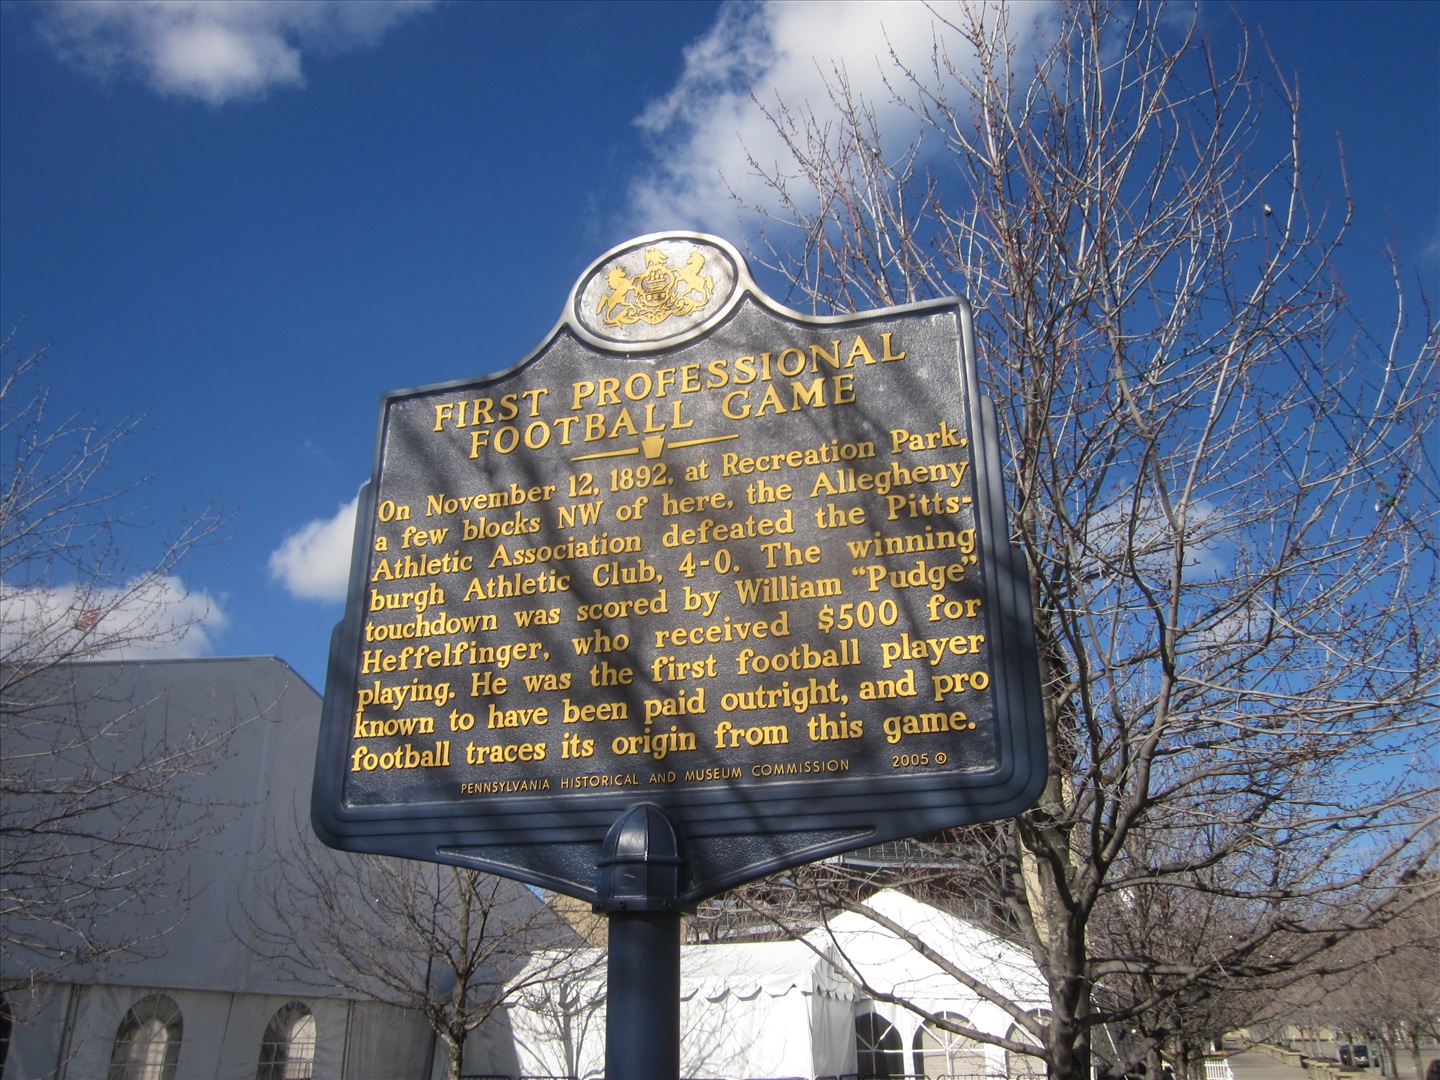 FIRST PROFESSIONAL
FOOTBALL GAME
On November 12, 1892, at Recreation Park,
a few blocks NW of here, the Allegheny
Athletic Association defeated the Pitts-
burgh Athletic Club, 4-0. The winning
touchdown was scored by William “Pudge”
Heffelfinger, who received $500 for
playing. He was the first football player
known to have been paid outright, and pro
football traces its origin from this game.
PENNSYLVANIA HISTORICAL AND MUSEUM COMMISSION 2005 ®